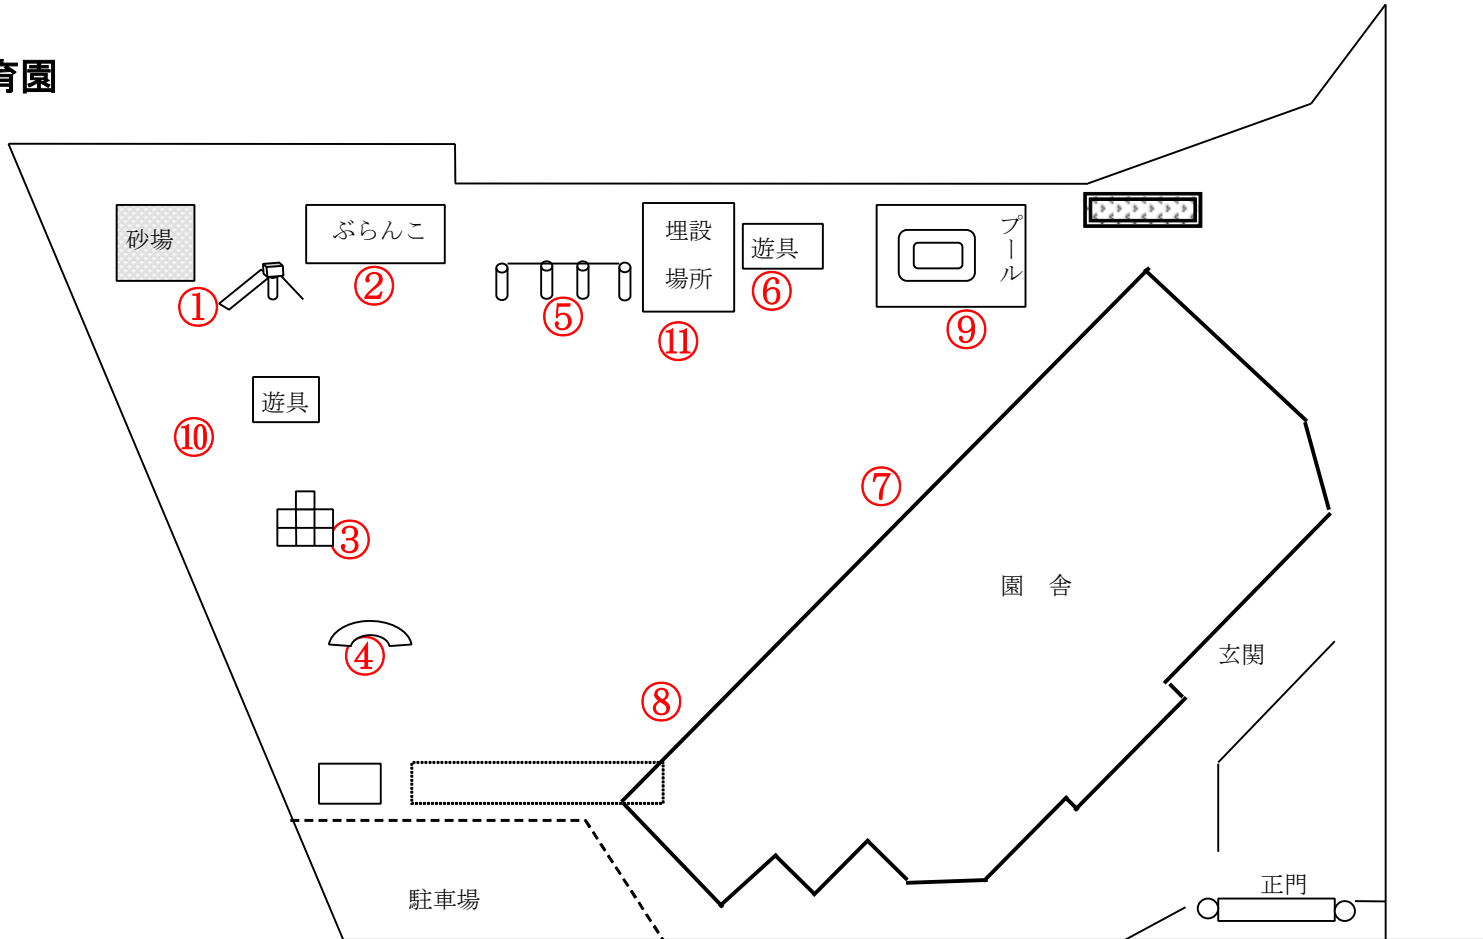 育園
砂場
ぶらんこ
埋設
場所
遊具
プール
①
②
⑤
⑥
⑪
⑨
遊具
⑩
⑦
③
園 舎
④
玄関
⑧
駐車場
正門